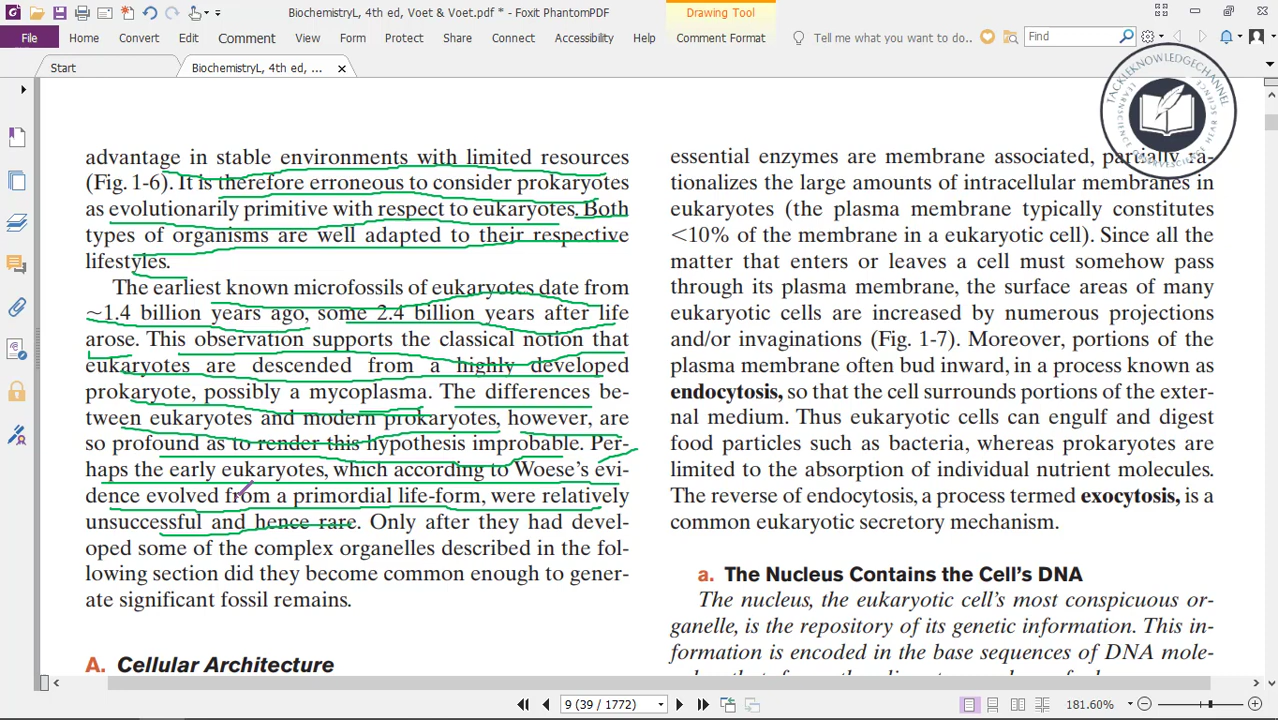 BiochemistryL, 4th ed, Voet & Voet.pdf * - Foxit PhantomPDF
Drawing Tool
File Home Convert Edit Comment View Form Protect Share Connect Accessibility Help Comment Format Tell me what you want to do.. Find
Start
BiochemistryL, 4th ed, ...
TACKLEKNOWLEDGECHANNEL
advantage in stable environments with limited resources
(Fig. 1-6). It is therefore erroneous to consider prokaryotes
as evolutionarily primitive with respect to eukaryotes. Both
types of organisms are well adapted to their respective
lifestyles.
The earliest known microfossils of eukaryotes date from
~1.4 billion years ago, some 2.4 billion years after life
arose. This observation supports the classical notion that
eukaryotes are descended from a highly developed
prokaryote, possibly a mycoplasma. The differences be-
tween eukaryotes and modern prokaryotes, however, are
so profound as to render this hypothesis improbable. Per-
haps the early eukaryotes, which according to Woese's evi-
dence evolved from a primordial life-form, were relatively
unsuccessful and hence rare. Only after they had devel-
oped some of the complex organelles described in the fol-
lowing section did they become common enough to gener-
ate significant fossil remains.
A. Cellular Architecture
essential enzymes are membrane associated, partially ra-
tionalizes the large amounts of intracellular membranes in
eukaryotes (the plasma membrane typically constitutes
<10% of the membrane in a eukaryotic cell). Since all the
matter that enters or leaves a cell must somehow pass
through its plasma membrane, the surface areas of many
eukaryotic cells are increased by numerous projections
and/or invaginations (Fig. 1-7). Moreover, portions of the
plasma membrane often bud inward, in a process known as
endocytosis, so that the cell surrounds portions of the exter-
nal medium. Thus eukaryotic cells can engulf and digest
food particles such as bacteria, whereas prokaryotes are
limited to the absorption of individual nutrient molecules.
The reverse of endocytosis, a process termed exocytosis, is a
common eukaryotic secretory mechanism.
a. The Nucleus Contains the Cell's DNA
The nucleus, the eukaryotic cell's most conspicuous or-
ganelle, is the repository of its genetic information. This in-
formation is encoded in the base sequences of DNA mole-
9 (39 / 1772)
181.60%